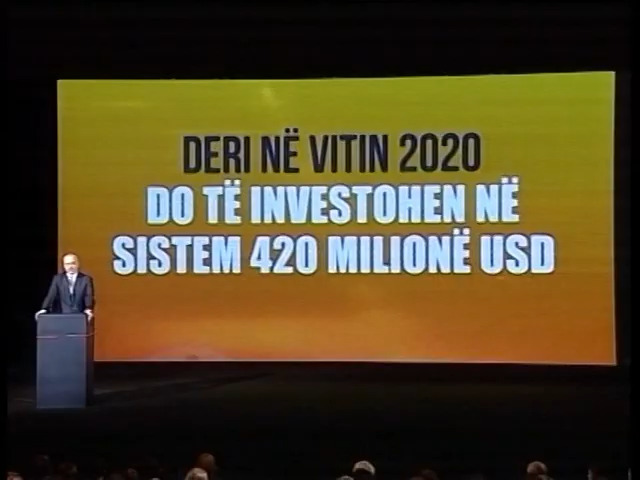 DERI NË VITIN 2020
DO TË INVESTOHEN NË
SISTEM 420 MILIONË USD